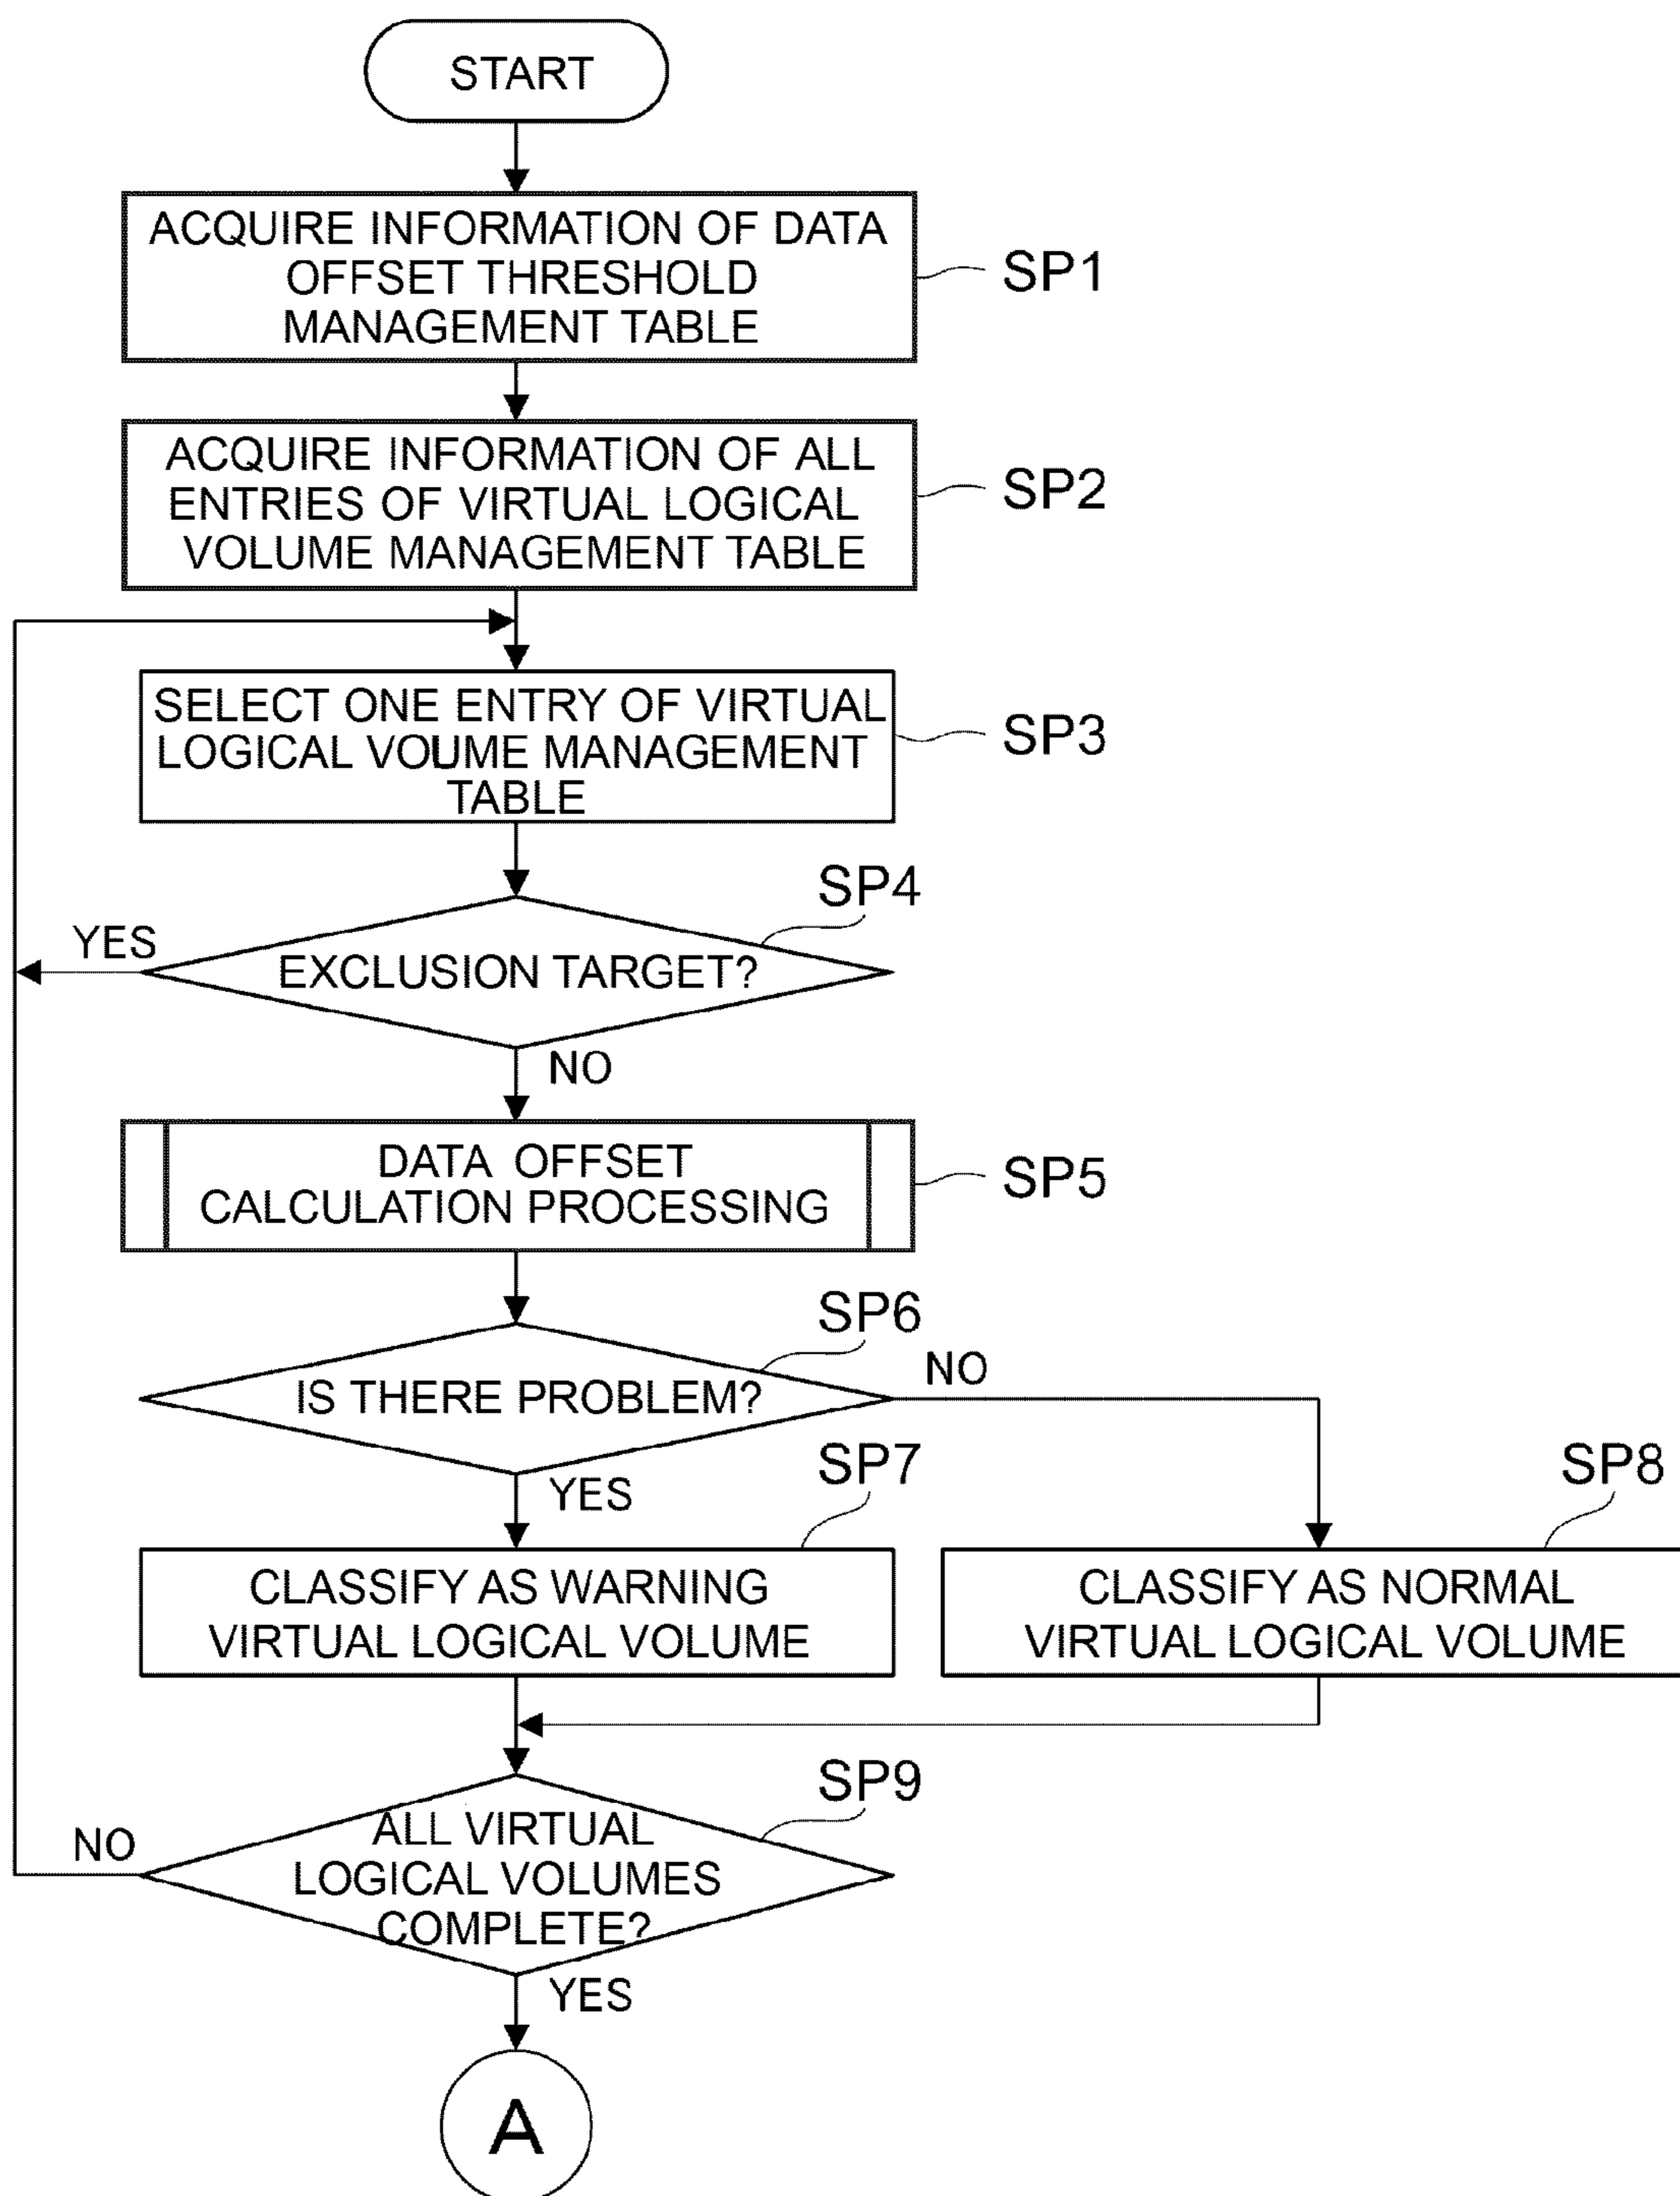 START
ACQUIRE INFORMATION OF DATA
OFFSET THRESHOLD
MANAGEMENT TABLE
SP1
ACQUIRE INFORMATION OF ALL
ENTRIES OF VIRTUAL LOGICAL
VOLUME MANAGEMENT TABLE
SP2
SELECT ONE ENTRY OF VIRTUAL
LOGICAL VOUME MANAGEMENT
TABLE
SP3
SP4
YES
EXCLUSION TARGET?
NO
DATA OFFSET
CALCULATION PROCESSING
SP5
SP6
IS THERE PROBLEM?
NO
YES
SP7
SP8
CLASSIFY AS WARNING
VIRTUAL LOGICAL VOLUME
CLASSIFY AS NORMAL
VIRTUAL LOGICAL VOLUME
SP9
NO
ALL VIRTUAL
LOGICAL VOLUMES
COMPLETE?
YES
A